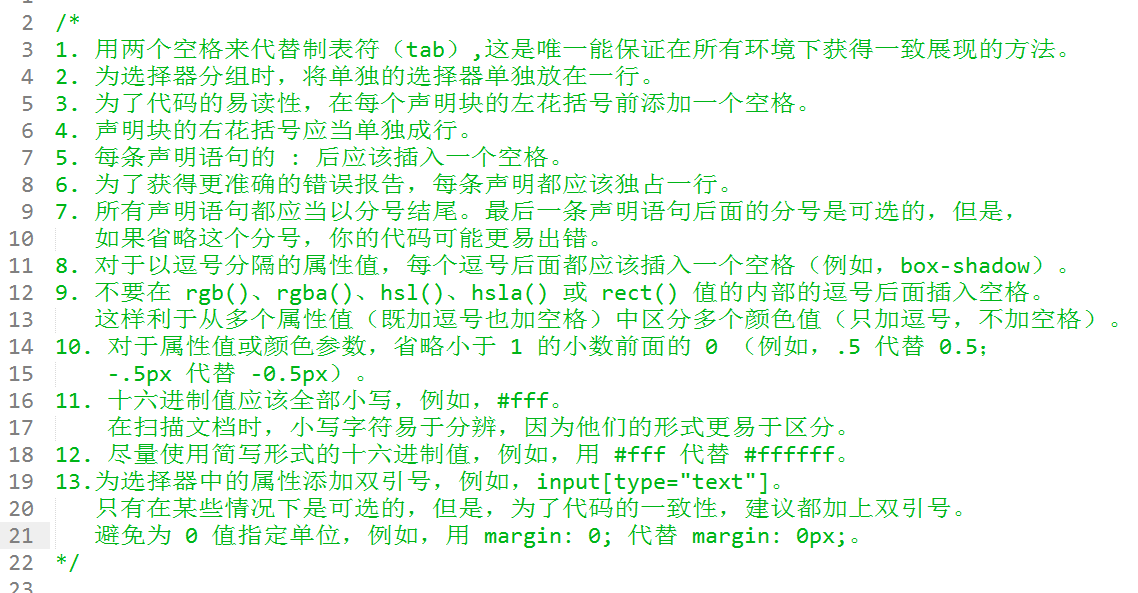 2 /*
3 1. 用两个空格来代替制表符（tab）,这是唯一能保证在所有环境下获得一致展现的方法。
4 2. 为选择器分组时，将单独的选择器单独放在一行。
5 3. 为了代码的易读性，在每个声明块的左花括号前添加一个空格。
6 4. 声明块的右花括号应当单独成行。
7 5. 每条声明语句的 : 后应该插入一个空格。
8 6. 为了获得更准确的错误报告，每条声明都应该独占一行。
9 7. 所有声明语句都应当以分号结尾。最后一条声明语句后面的分号是可选的，但是，
10 如果省略这个分号，你的代码可能更易出错。
11 8. 对于以逗号分隔的属性值，每个逗号后面都应该插入一个空格（例如，box-shadow）。
12 9. 不要在 rgb()、rgba()、hsl()、hsla() 或 rect() 值的内部的逗号后面插入空格。
13 这样利于从多个属性值（既加逗号也加空格）中区分多个颜色值（只加逗号，不加空格）。
14 10. 对于属性值或颜色参数，省略小于 1 的小数前面的 0 （例如，.5 代替 0.5；
15 -.5px 代替 -0.5px）。
16 11. 十六进制值应该全部小写，例如，#fff。
17 在扫描文档时，小写字符易于分辨，因为他们的形式更易于区分。
18 12. 尽量使用简写形式的十六进制值，例如，用 #fff 代替 #ffffff。
19 13.为选择器中的属性添加双引号，例如，input[type="text"]。
20 只有在某些情况下是可选的，但是，为了代码的一致性，建议都加上双引号。
21 避免为 0 值指定单位，例如，用 margin: 0; 代替 margin: 0px;。
22 */
23